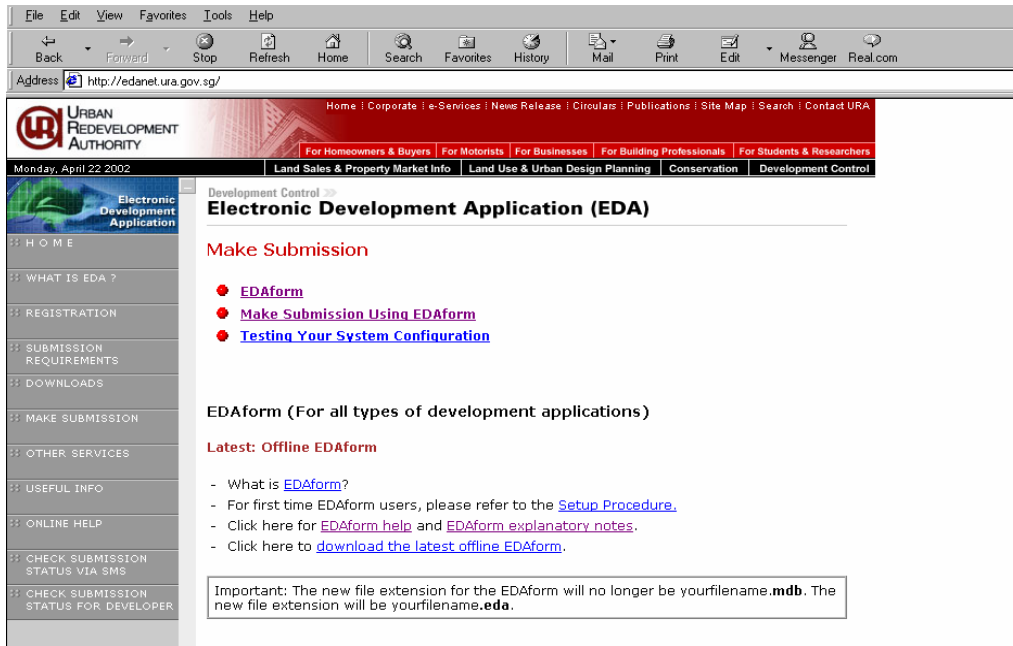 File Edit View Favorites Tools Help
Back Forward Stop Refresh Home Search Favorites History Mail Print Edit Messenger Real.com
Address http://edanet.ura.gov.sg/
URBAN
REDEVELOPMENT
AUTHORITY
Home Corporate e-Services News Release Circulars Publications Site Map Search Contact URA
For Homeowners & Buyers For Motorists For Businesses For Building Professionals For Students & Researchers
Monday, April 22 2002
Land Sales & Property Market Info Land Use & Urban Design Planning Conservation Development Control
Electronic
Development
Application
HOME
WHAT IS EDA ?
REGISTRATION
SUBMISSION
REQUIREMENTS
DOWNLOADS
MAKE SUBMISSION
OTHER SERVICES
USEFUL INFO
ONLINE HELP
CHECK SUBMISSION
STATUS VIA SMS
CHECK SUBMISSION
STATUS FOR DEVELOPER
Development Control
Electronic Development Application (EDA)
Make Submission
EDAform
Make Submission Using EDAform
Testing Your System Configuration
EDAform (For all types of development applications)
Latest: Offline EDAform
- What is EDAform?
- For first time EDAform users, please refer to the Setup Procedure.
- Click here for EDAform help and EDAform explanatory notes.
- Click here to download the latest offline EDAform.
Important: The new file extension for the EDAform will no longer be yourfilename.mdb. The
new file extension will be yourfilename.eda.